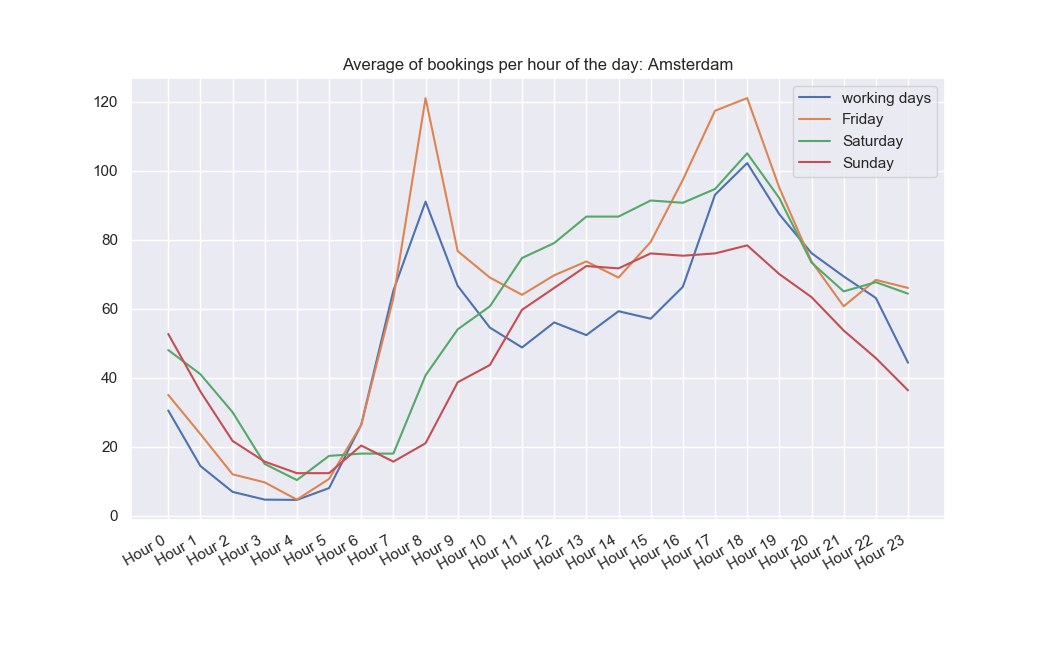 Average of bookings per hour of the day: Amsterdam
working days
Friday
Saturday
Sunday
120
100
80
60
40
20
0
Hour 0
Hour 1
Hour 2
Hour 3
Hour 4
Hour 5
Hour 6
Hour 7
Hour 8
Hour 9
Hour 10
Hour 11
Hour 12
Hour 13
Hour 14
Hour 15
Hour 16
Hour 17
Hour 18
Hour 19
Hour 20
Hour 21
Hour 22
Hour 23